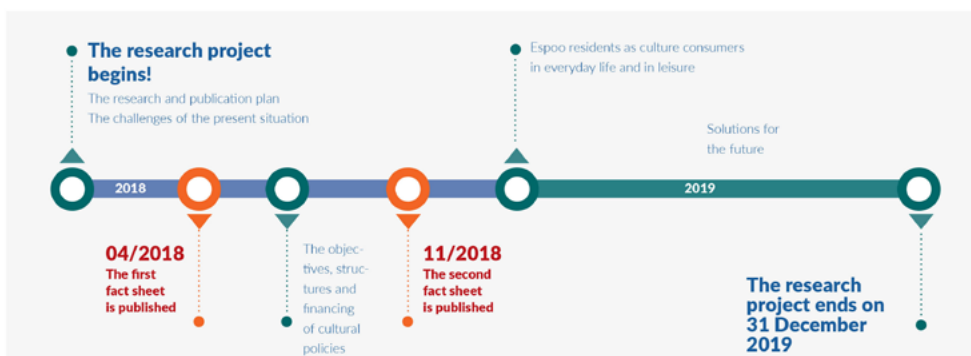 The research project
begins!
The research and publication plan
The challenges of the present situation
Espoo residents as culture consumers
in everyday life and in leisure
Solutions for
the future
2018
2019
04/2018
The first
fact sheet
is published
The objec-
tives, struc-
tures and
financing
of cultural
policies
11/2018
The second
fact sheet
is published
The research
project ends on
31 December
2019